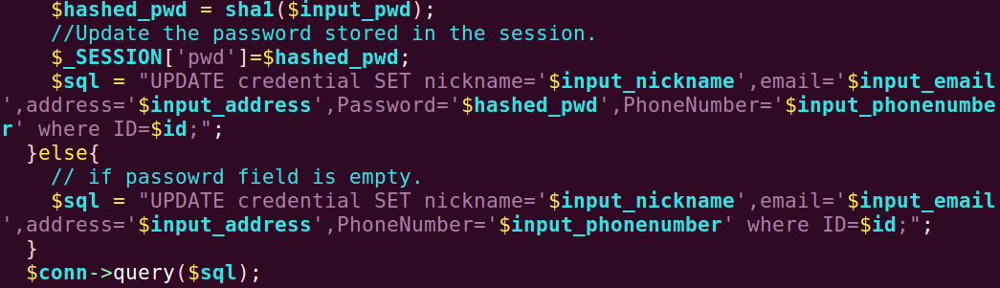 $hashed_pwd = sha1($input_pwd);
//Update the password stored in the session.
$_SESSION['pwd']=$hashed_pwd;
$sql = "UPDATE credential SET nickname='$input_nickname',email='$input_email
',address='$input_address',Password='$hashed_pwd',PhoneNumber='$input_phonenumbe
r' where ID=$id;";
}else{
// if passowrd field is empty.
$sql = "UPDATE credential SET nickname='$input_nickname',email='$input_email
',address='$input_address',PhoneNumber='$input_phonenumber' where ID=$id;";
}
$conn->query($sql);